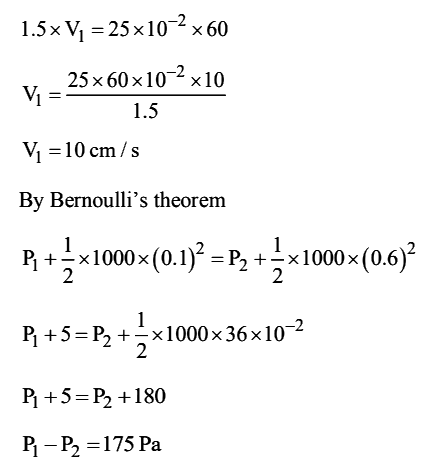 1.5 × V₁ = 25 × 10⁻² × 60
V₁ = (25 × 60 × 10⁻² × 10) / 1.5
V₁ = 10 cm / s
By Bernoulli’s theorem
P₁ + 1/2 × 1000 × (0.1)² = P₂ + 1/2 × 1000 × (0.6)²
P₁ + 5 = P₂ + 1/2 × 1000 × 36 × 10⁻²
P₁ + 5 = P₂ + 180
P₁ − P₂ = 175 Pa